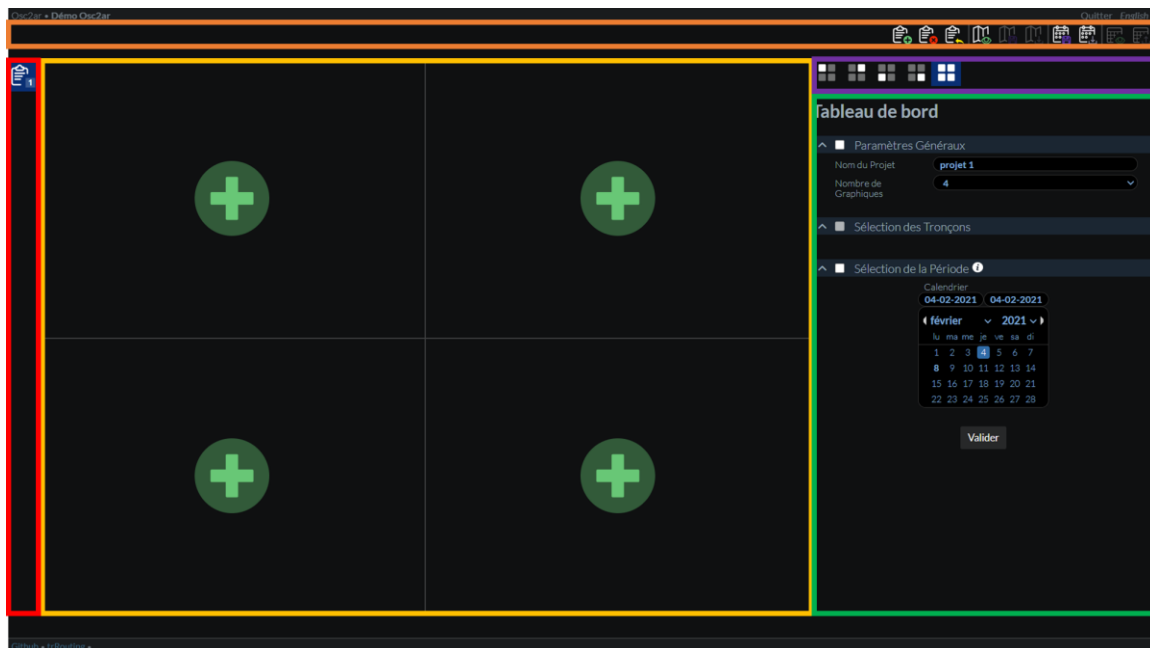 Osc2ar • Démo Osc2ar
Quitter English
1
Tableau de bord
Paramètres Généraux
Nom du Projet projet 1
Nombre de Graphiques 4
Sélection des Tronçons
Sélection de la Période i
Calendrier
04-02-2021 04-02-2021
février 2021
lu ma me je ve sa di
1 2 3 4 5 6 7
8 9 10 11 12 13 14
15 16 17 18 19 20 21
22 23 24 25 26 27 28
Valider
Github • IrRouting •